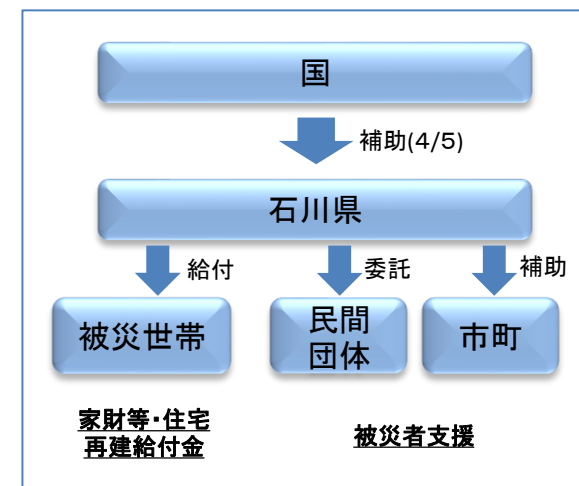 国
補助(4/5)
石川県
給付
委託
補助
被災世帯
民間
団体
市町
家財等・住宅
再建給付金
被災者支援